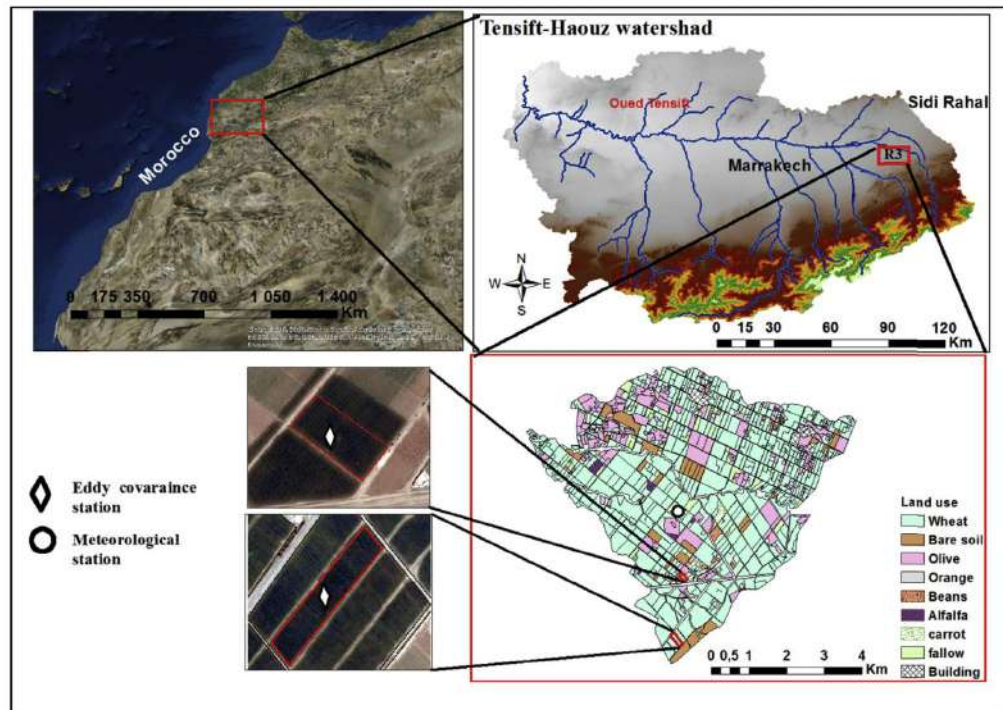 Tensift-Haouz watershad
Morocco
0 175 350 700 1 050 1 400
Km
Oued Tensift
Sidi Rahal
R3
Marrakech
N
W E
S
0 15 30 60 90 120
Km
Eddy covaraince
station
Meteorological
station
Land use
Wheat
Bare soil
Olive
Orange
Beans
Alfalfa
carrot
fallow
Building
0 0,5 1 2 3 4
Km